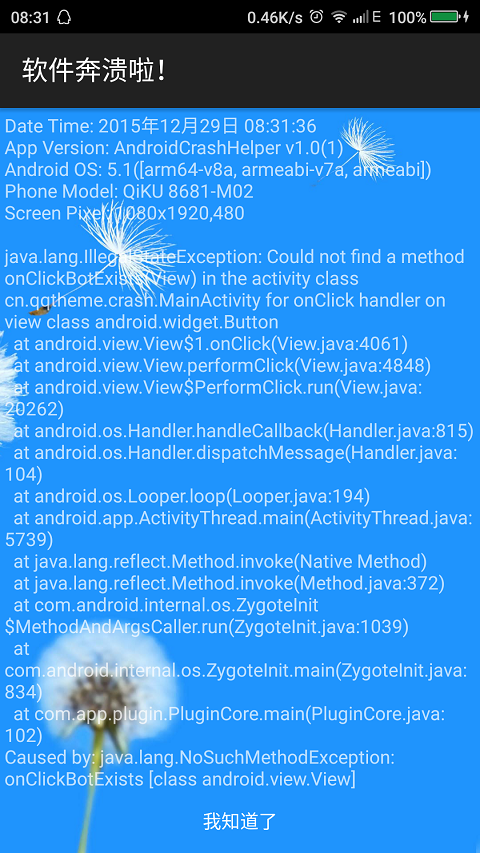 08:31 0.46K/s E 100%
软件奔溃啦！
Date Time: 2015年12月29日 08:31:36
App Version: AndroidCrashHelper v1.0(1)
Android OS: 5.1([arm64-v8a, armeabi-v7a, armeabi])
Phone Model: QiKU 8681-M02
Screen Pixel: 1080x1920,480
java.lang.IllegalStateException: Could not find a method
onClickBotExists(View) in the activity class
cn.qqtheme.crash.MainActivity for onClick handler on
view class android.widget.Button
at android.view.View$1.onClick(View.java:4061)
at android.view.View.performClick(View.java:4848)
at android.view.View$PerformClick.run(View.java:
20262)
at android.os.Handler.handleCallback(Handler.java:815)
at android.os.Handler.dispatchMessage(Handler.java:
104)
at android.os.Looper.loop(Looper.java:194)
at android.app.ActivityThread.main(ActivityThread.java:
5739)
at java.lang.reflect.Method.invoke(Native Method)
at java.lang.reflect.Method.invoke(Method.java:372)
at com.android.internal.os.ZygoteInit
$MethodAndArgsCaller.run(ZygoteInit.java:1039)
at
com.android.internal.os.ZygoteInit.main(ZygoteInit.java:
834)
at com.app.plugin.PluginCore.main(PluginCore.java:
102)
Caused by: java.lang.NoSuchMethodException:
onClickBotExists [class android.view.View]
我知道了